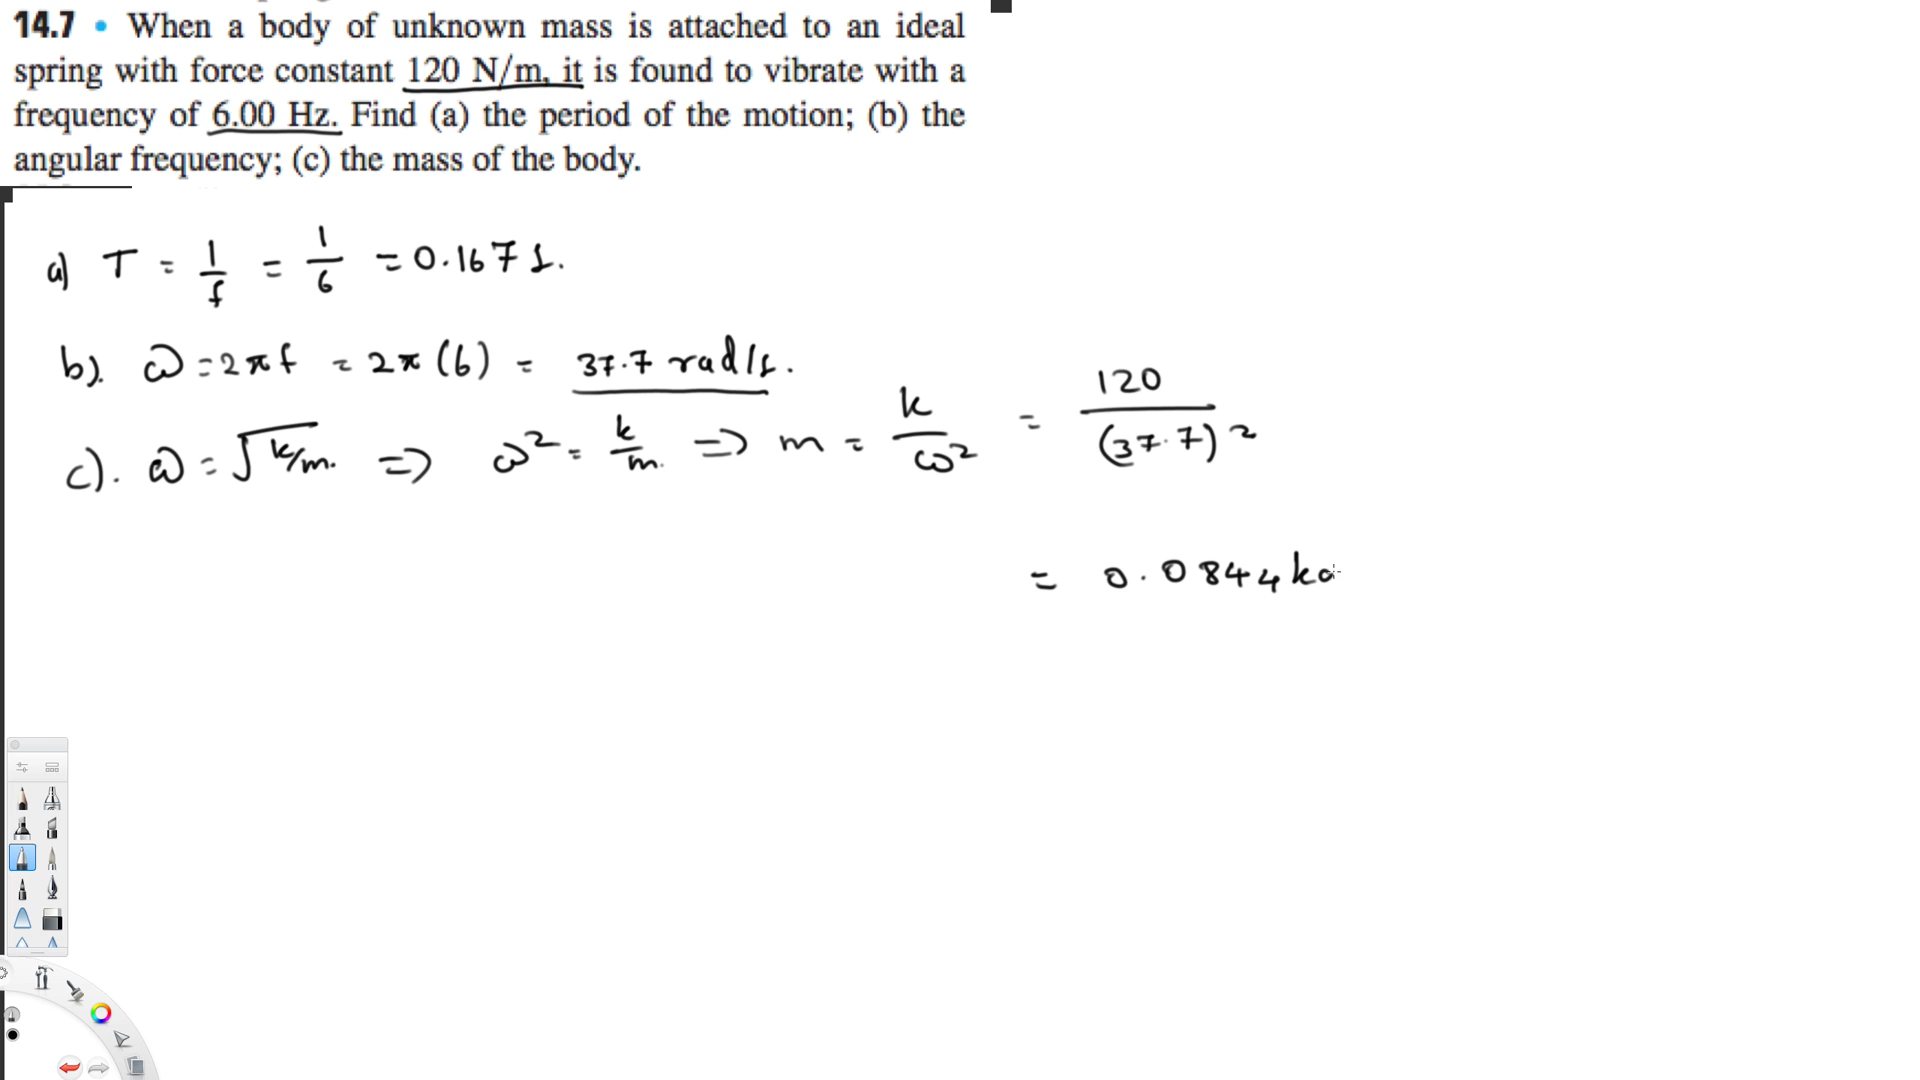 14.7 • When a body of unknown mass is attached to an ideal
spring with force constant 120 N/m, it is found to vibrate with a
frequency of 6.00 Hz. Find (a) the period of the motion; (b) the
angular frequency; (c) the mass of the body.
a) T = 1/f = 1/6 = 0.167 s.
b). ω = 2πf = 2π(6) = 37.7 rad/s.
c). ω = √k/m. => ω² = k/m. => m = k/ω² = 120/(37.7)²
= 0.0844 k